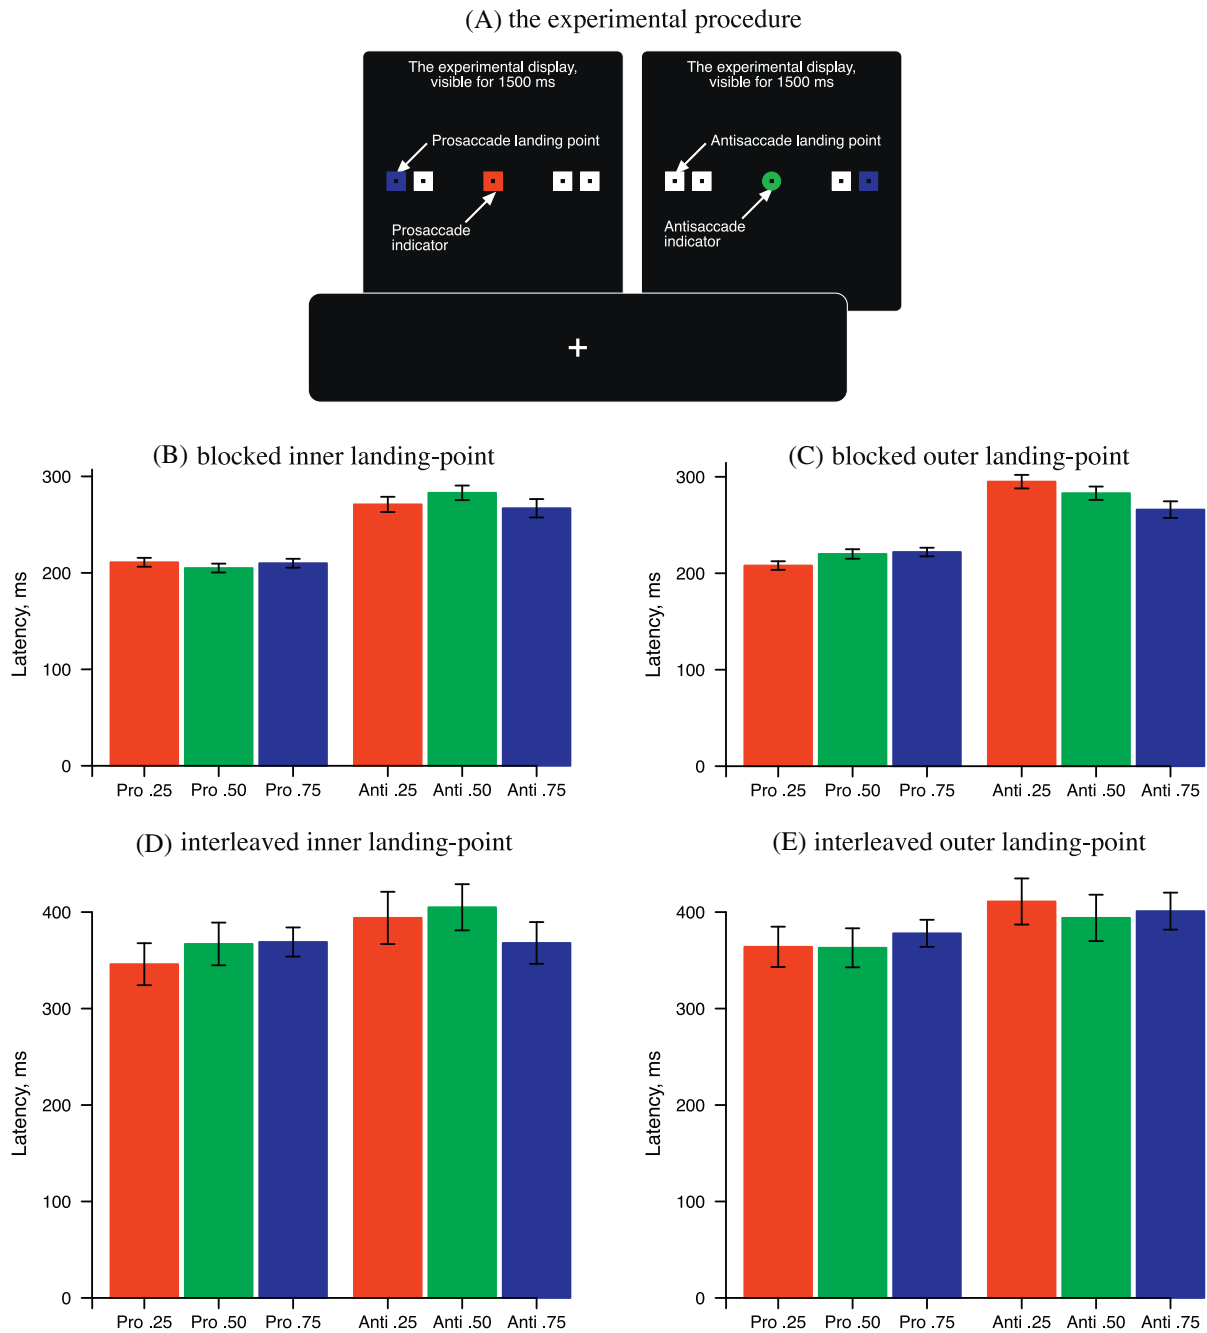 (A) the experimental procedure
The experimental display,
visible for 1500 ms
Prosaccade landing point
Prosaccade
indicator
The experimental display,
visible for 1500 ms
Antisaccade landing point
Antisaccade
indicator
+
(B) blocked inner landing-point
Latency, ms
300
200
100
0
Pro .25 Pro .50 Pro .75 Anti .25 Anti .50 Anti .75
(C) blocked outer landing-point
Latency, ms
300
200
100
0
Pro .25 Pro .50 Pro .75 Anti .25 Anti .50 Anti .75
(D) interleaved inner landing-point
Latency, ms
400
300
200
100
0
Pro .25 Pro .50 Pro .75 Anti .25 Anti .50 Anti .75
(E) interleaved outer landing-point
Latency, ms
400
300
200
100
0
Pro .25 Pro .50 Pro .75 Anti .25 Anti .50 Anti .75